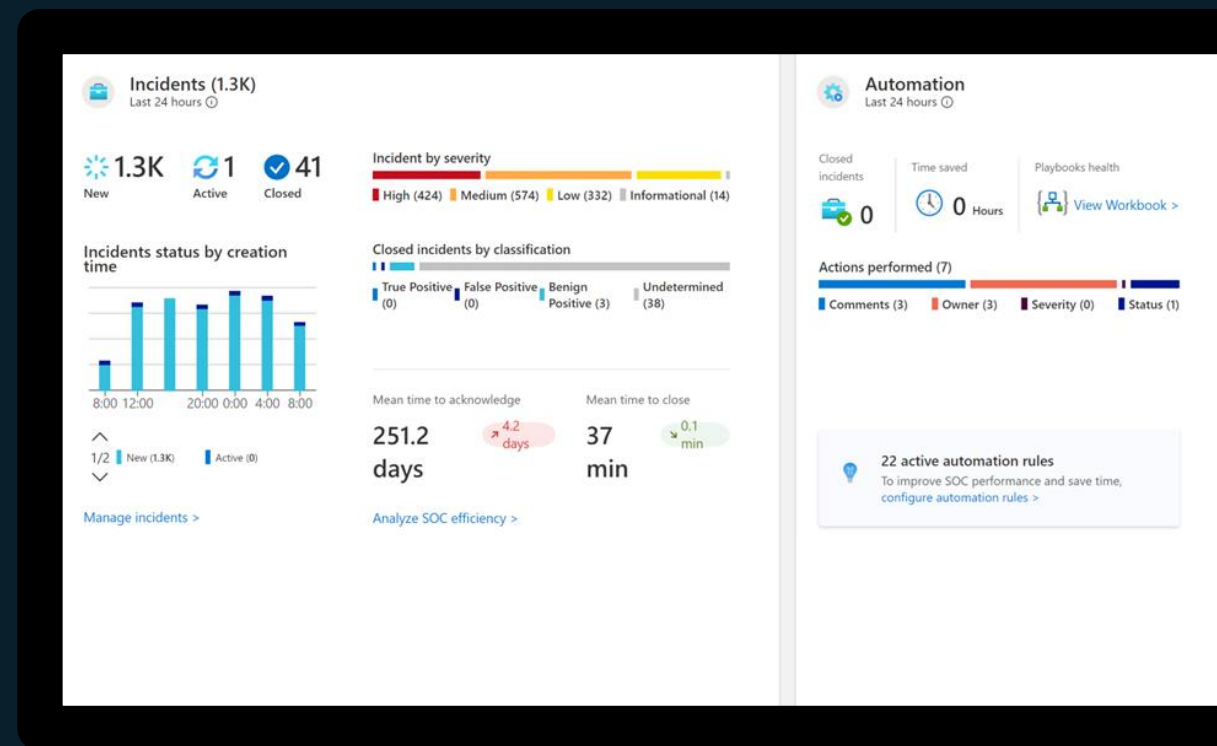 Incidents (1.3K)
Last 24 hours
1.3K
New
1
Active
41
Closed
Incidents status by creation
time
8:00 12:00 20:00 0:00 4:00 8:00
1/2 New (1.3K) Active (0)
Manage incidents >
Incident by severity
High (424) Medium (574) Low (332) Informational (14)
Closed incidents by classification
True Positive (0) False Positive (0) Benign Positive (3) Undetermined (38)
Mean time to acknowledge
251.2
days
4.2
days
Mean time to close
37
min
0.1
min
Analyze SOC efficiency >
Automation
Last 24 hours
Closed
incidents
0
Time saved
0 Hours
Playbooks health
View Workbook >
Actions performed (7)
Comments (3) Owner (3) Severity (0) Status (1)
22 active automation rules
To improve SOC performance and save time,
configure automation rules >